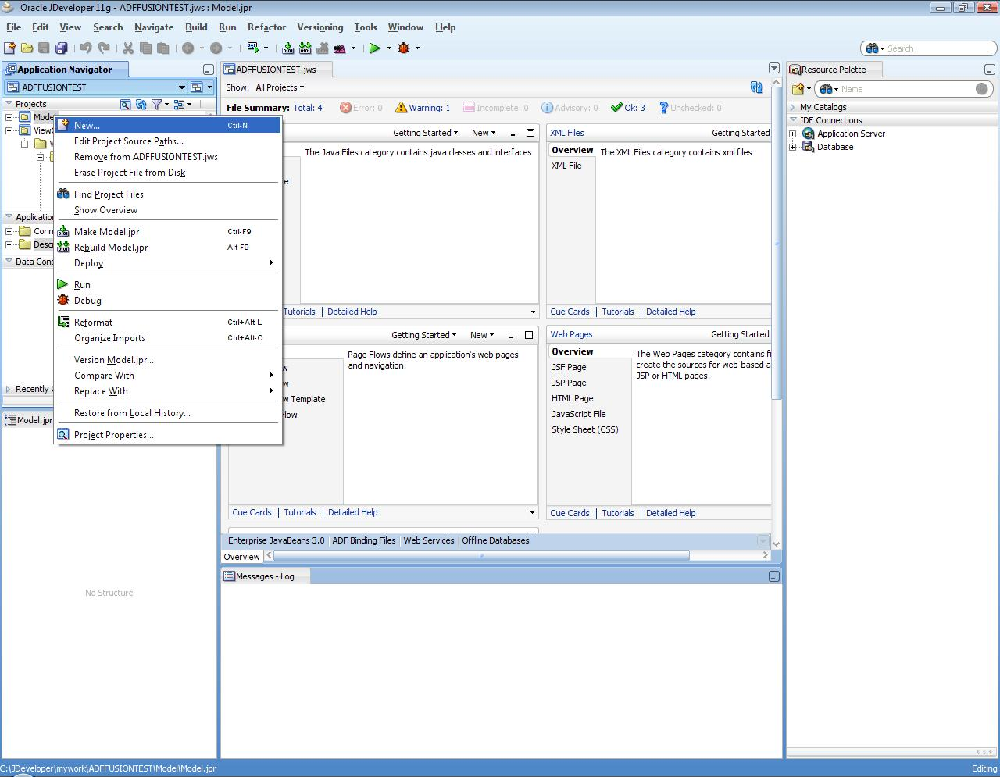 Oracle JDeveloper 11g - ADFFUSIONTEST.jws : Model.jpr
File Edit View Search Navigate Build Run Refactor Versioning Tools Window Help
Search
Application Navigator
ADFFUSIONTEST
Projects
Model
New... Ctrl-N
Edit Project Source Paths...
Remove from ADFFUSIONTEST.jws
Erase Project File from Disk
Find Project Files
Show Overview
Make Model.jpr Ctrl-F9
Rebuild Model.jpr Alt-F9
Deploy
Run
Debug
Reformat Ctrl+Alt-L
Organize Imports Ctrl+Alt-O
Version Model.jpr...
Compare With
Replace With
Restore from Local History...
Project Properties...
Application
Conn
Descr
Data Cont
Recently
Model.jpr
No Structure
ADFFUSIONTEST.jws
Show: All Projects
File Summary: Total: 4 Error: 0 Warning: 1 Incomplete: 0 Advisory: 0 Ok: 3 Unchecked: 0
Getting Started New
The Java Files category contains java classes and interfaces
Tutorials Detailed Help
XML Files Getting Started
Overview
XML File
The XML Files category contains xml files
Cue Cards Tutorials Detailed Help
Getting Started New
w Template
Page Flows define an application's web pages
and navigation.
Cue Cards Tutorials Detailed Help
Web Pages Getting Started
Overview
JSF Page
JSP Page
HTML Page
JavaScript File
Style Sheet (CSS)
The Web Pages category contains fi
create the sources for web-based a
JSP or HTML pages.
Cue Cards Tutorials Detailed Help
Enterprise JavaBeans 3.0 ADF Binding Files Web Services Offline Databases
Overview
Messages - Log
Resource Palette
Name
My Catalogs
IDE Connections
Application Server
Database
C:\JDeveloper\mywork\ADFFUSIONTEST\Model\Model.jpr
Editing